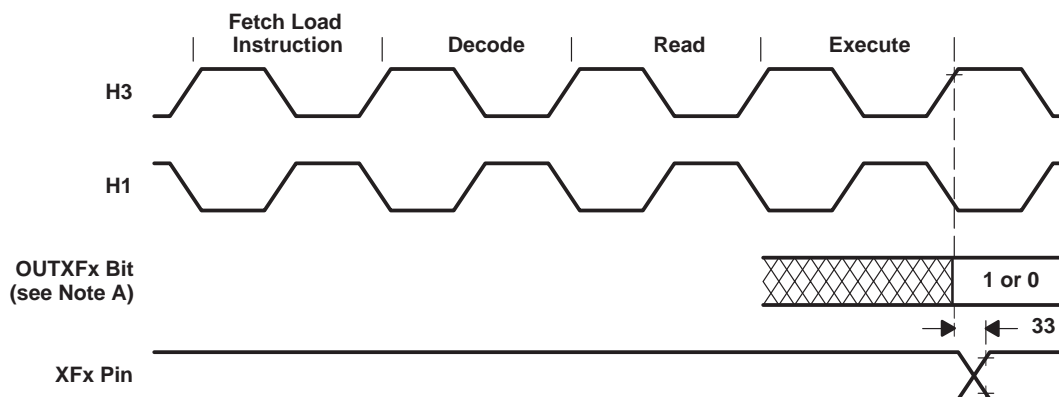 Fetch Load
Instruction
Decode
Read
Execute
H3
H1
OUTXFx Bit
(see Note A)
1 or 0
33
XFx Pin